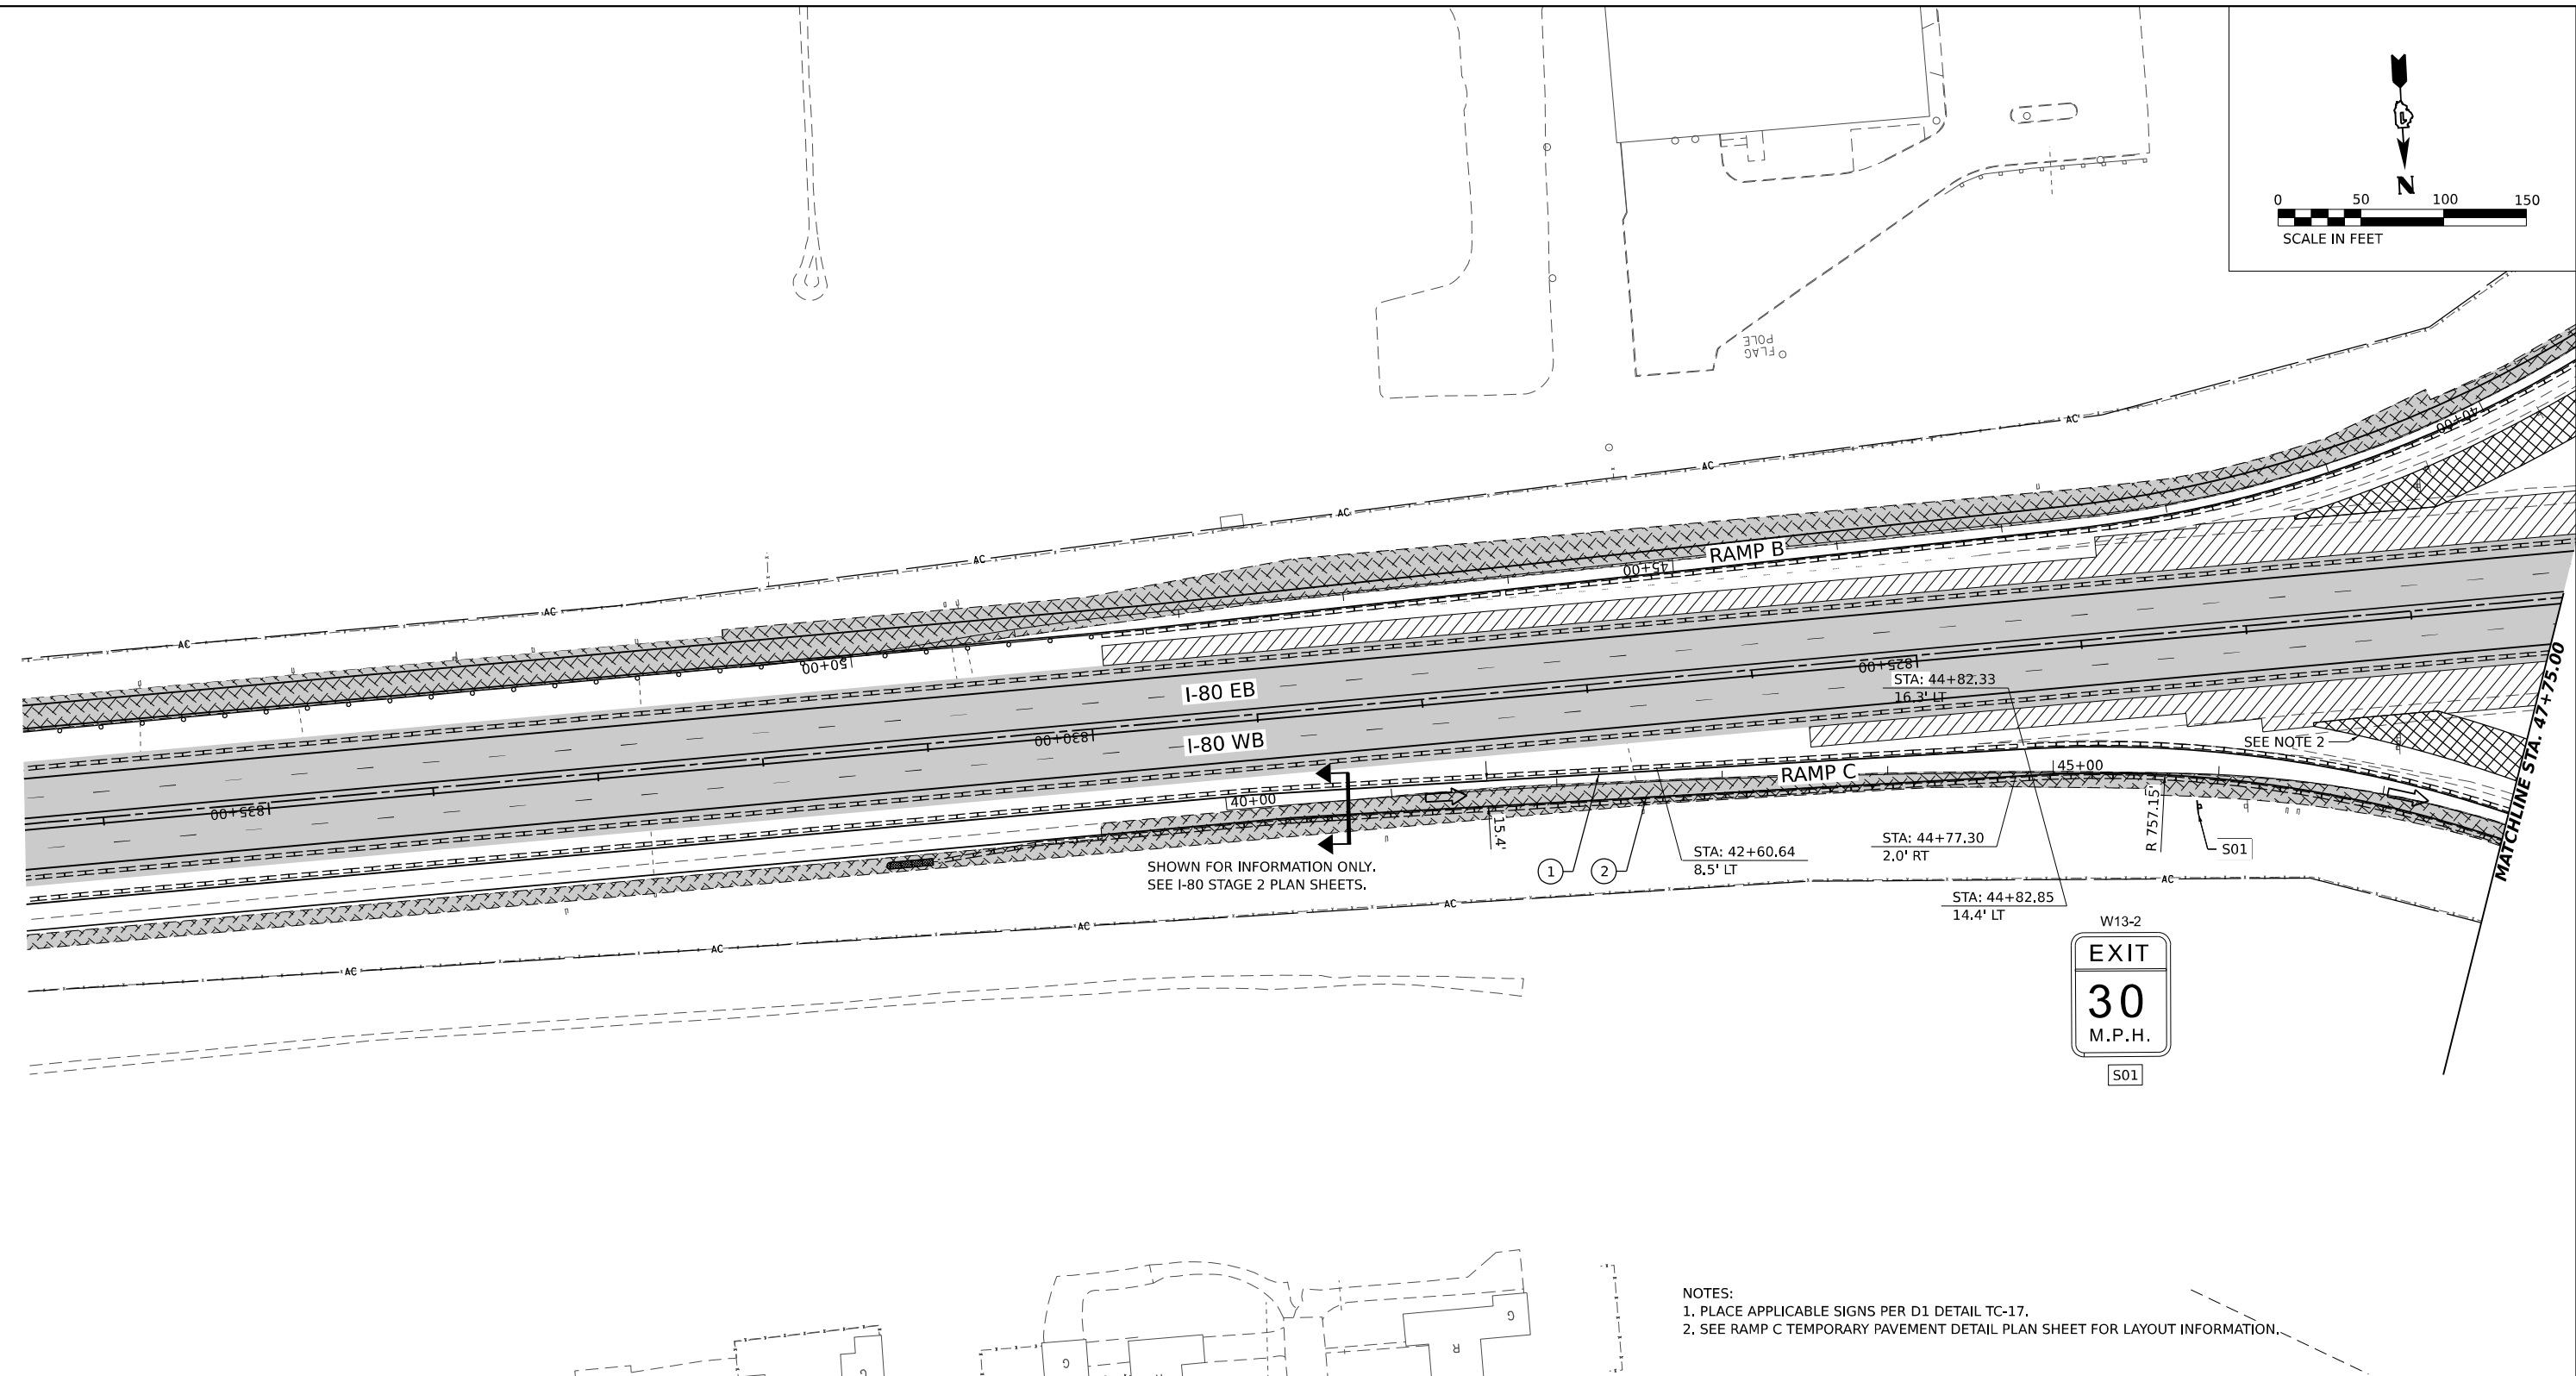 N
0 50 100 150
SCALE IN FEET
FLAG
POLE
AC
AC
AC
AC
AC
AC
40+00
RAMP B
45+00
50+00
I-80 EB
825+00
STA: 44+82.33
16.3' LT
I-80 WB
830+00
835+00
SEE NOTE 2
MATCHLINE STA. 47+75.00
RAMP C
45+00
40+00
15.4'
R 757.15'
S01
SHOWN FOR INFORMATION ONLY.
SEE I-80 STAGE 2 PLAN SHEETS.
1
2
STA: 42+60.64
8.5' LT
STA: 44+77.30
2.0' RT
STA: 44+82.85
14.4' LT
AC
AC
AC
AC
AC
W13-2
EXIT
30
M.P.H.
S01
NOTES:
1. PLACE APPLICABLE SIGNS PER D1 DETAIL TC-17.
2. SEE RAMP C TEMPORARY PAVEMENT DETAIL PLAN SHEET FOR LAYOUT INFORMATION.
G
R
G